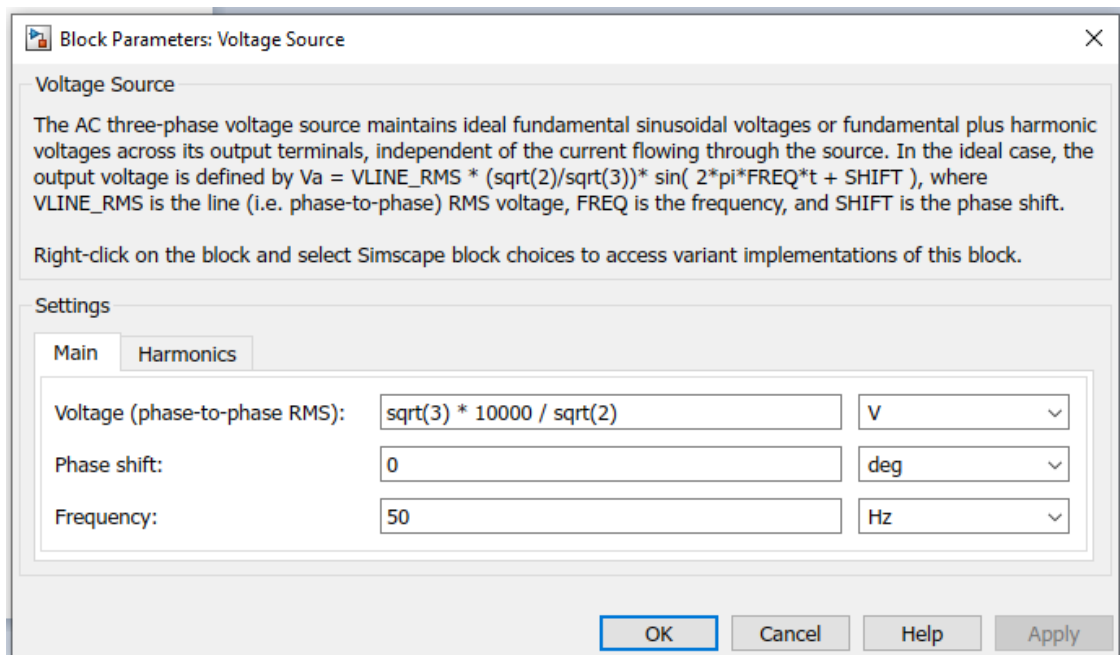 Block Parameters: Voltage Source
Voltage Source
The AC three-phase voltage source maintains ideal fundamental sinusoidal voltages or fundamental plus harmonic
voltages across its output terminals, independent of the current flowing through the source. In the ideal case, the
output voltage is defined by Va = VLINE_RMS * (sqrt(2)/sqrt(3))* sin( 2*pi*FREQ*t + SHIFT ), where
VLINE_RMS is the line (i.e. phase-to-phase) RMS voltage, FREQ is the frequency, and SHIFT is the phase shift.
Right-click on the block and select Simscape block choices to access variant implementations of this block.
Settings
Main Harmonics
Voltage (phase-to-phase RMS): sqrt(3) * 10000 / sqrt(2) V
Phase shift: 0 deg
Frequency: 50 Hz
OK Cancel Help Apply